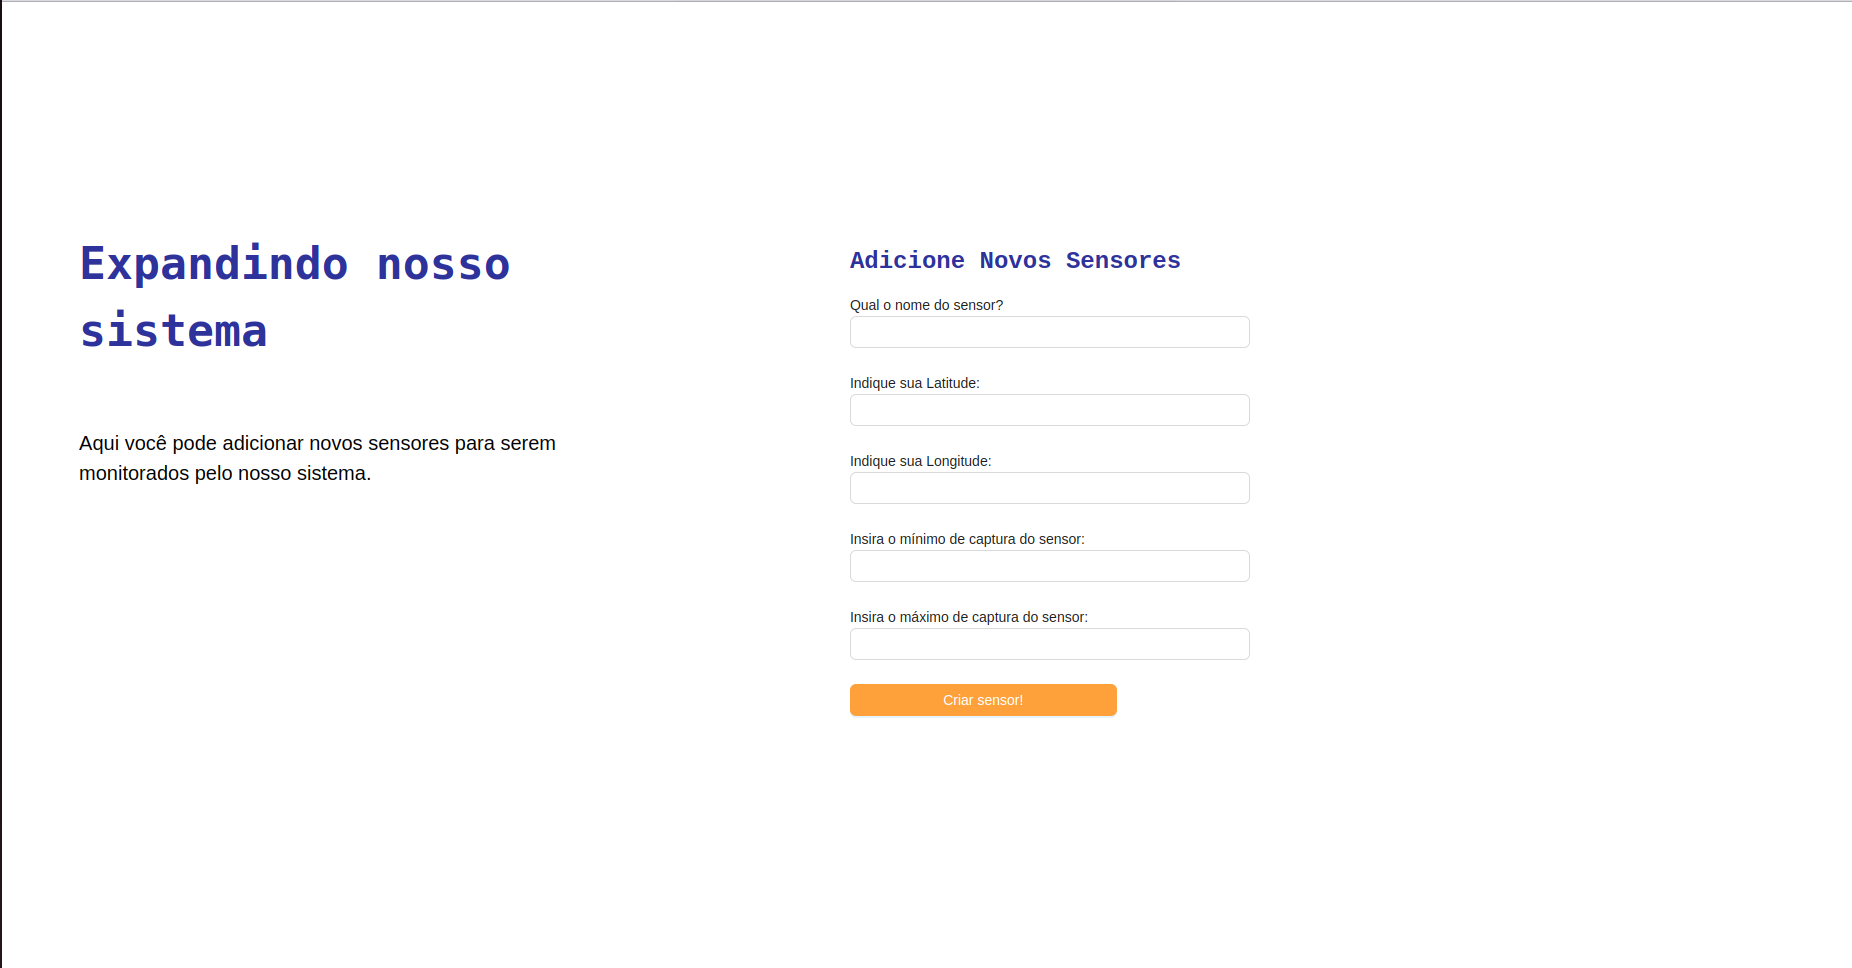 Expandindo nosso
sistema
Aqui você pode adicionar novos sensores para serem
monitorados pelo nosso sistema.
Adicione Novos Sensores
Qual o nome do sensor?
Indique sua Latitude:
Indique sua Longitude:
Insira o mínimo de captura do sensor:
Insira o máximo de captura do sensor:
Criar sensor!